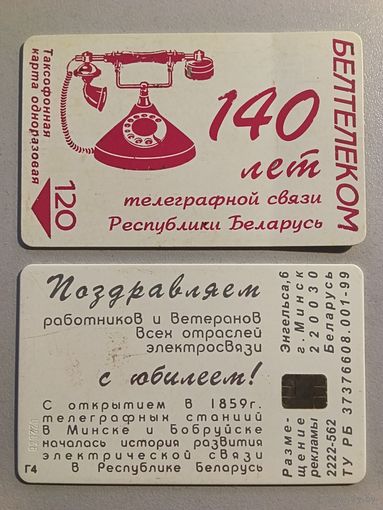 БЕЛТЕЛЕКОМ
140
лет
телеграфной связи
Республики Беларусь
Таксофонная
карта одноразовая
120
Поздравляем
работников и ветеранов
всех отраслей
электросвязи
с юбилеем!
С открытием в 1859г.
телеграфных станций
в Минске и Бобруйске
началась история развития
электрической связи
в Республике Беларусь
Г4
Энгельса,6
г.Минск
220030
Беларусь
Разме-
щение
рекламы
2222-562
ТУ РБ 37376608.001-99